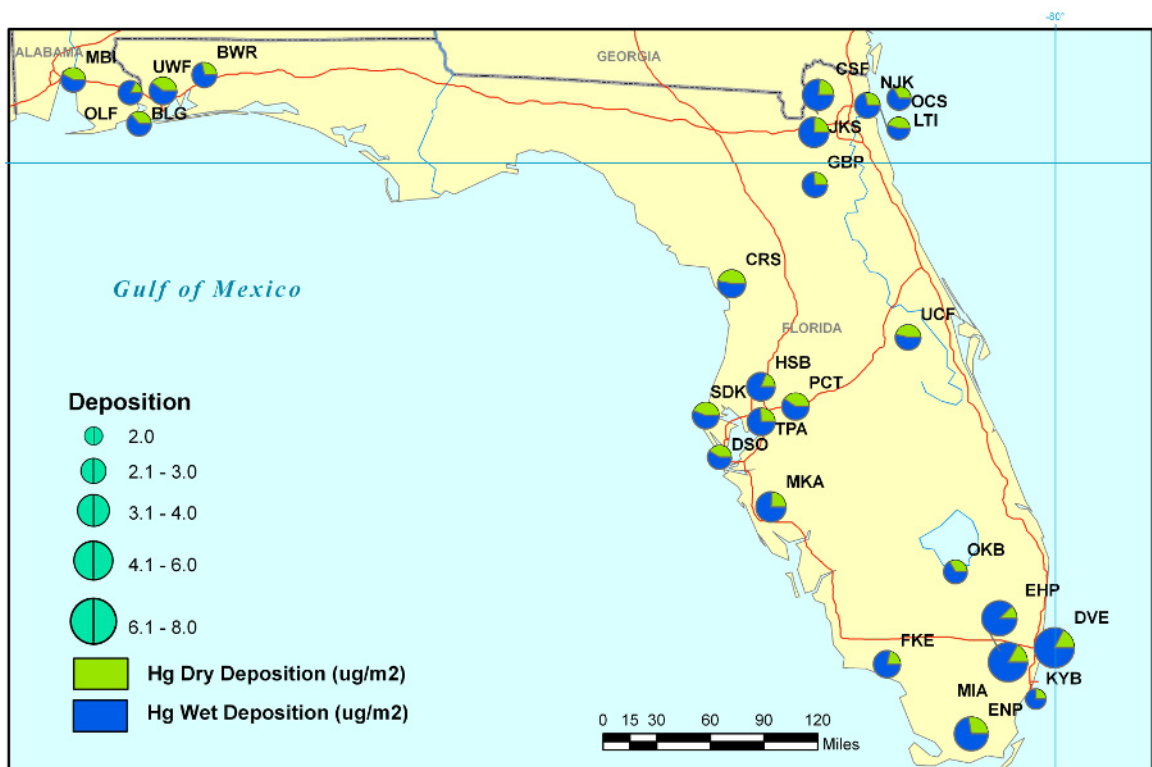 -80°
ALABAMA
MBI
UWF
BWR
GEORGIA
CSF
NJK
OCS
OLF
BLG
LTI
JKS
GBP
CRS
Gulf of Mexico
UCF
FLORIDA
HSB
PCT
SDK
TPA
DSO
MKA
OKB
EHP
DVE
FKE
KYB
MIA
ENP
Deposition
2.0
2.1 - 3.0
3.1 - 4.0
4.1 - 6.0
6.1 - 8.0
Hg Dry Deposition (ug/m2)
Hg Wet Deposition (ug/m2)
0 15 30 60 90 120
Miles